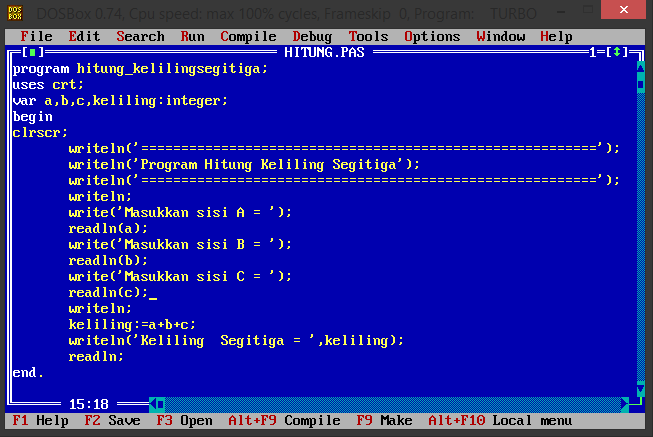 DOS BOX DOSBox 0.74, Cpu speed: max 100% cycles, Frameskip 0, Program: TURBO
File Edit Search Run Compile Debug Tools Options Window Help
[■] HITUNG.PAS 1=[↕]
program hitung_kelilingsegitiga;
uses crt;
var a,b,c,keliling:integer;
begin
clrscr;
writeln('=========================================================');
writeln('Program Hitung Keliling Segitiga');
writeln('=========================================================');
writeln;
write('Masukkan sisi A = ');
readln(a);
write('Masukkan sisi B = ');
readln(b);
write('Masukkan sisi C = ');
readln(c);_
writeln;
keliling:=a+b+c;
writeln('Keliling  Segitiga = ',keliling);
readln;
end.
15:18
F1 Help F2 Save F3 Open Alt+F9 Compile F9 Make Alt+F10 Local menu